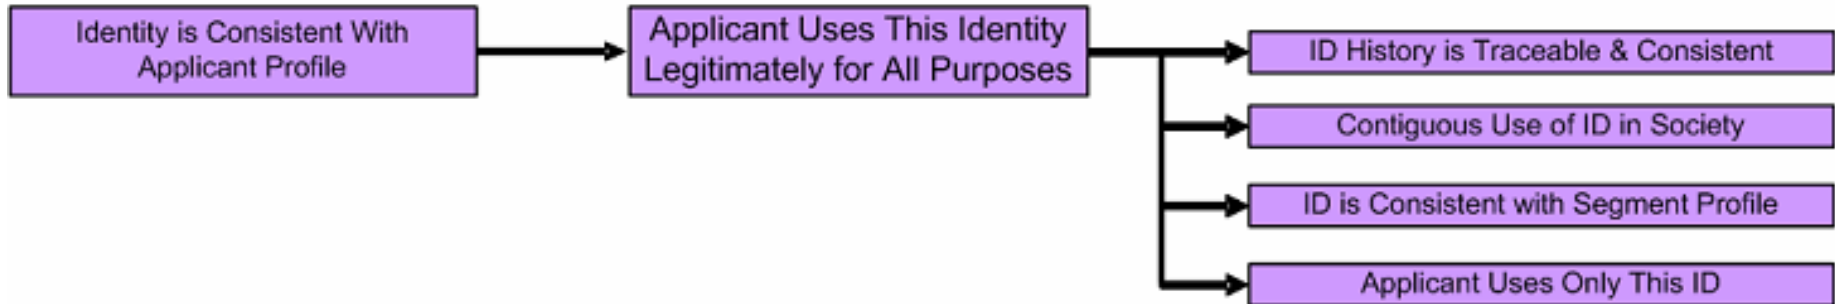 Identity is Consistent With
Applicant Profile
Applicant Uses This Identity
Legitimately for All Purposes
ID History is Traceable & Consistent
Contiguous Use of ID in Society
ID is Consistent with Segment Profile
Applicant Uses Only This ID